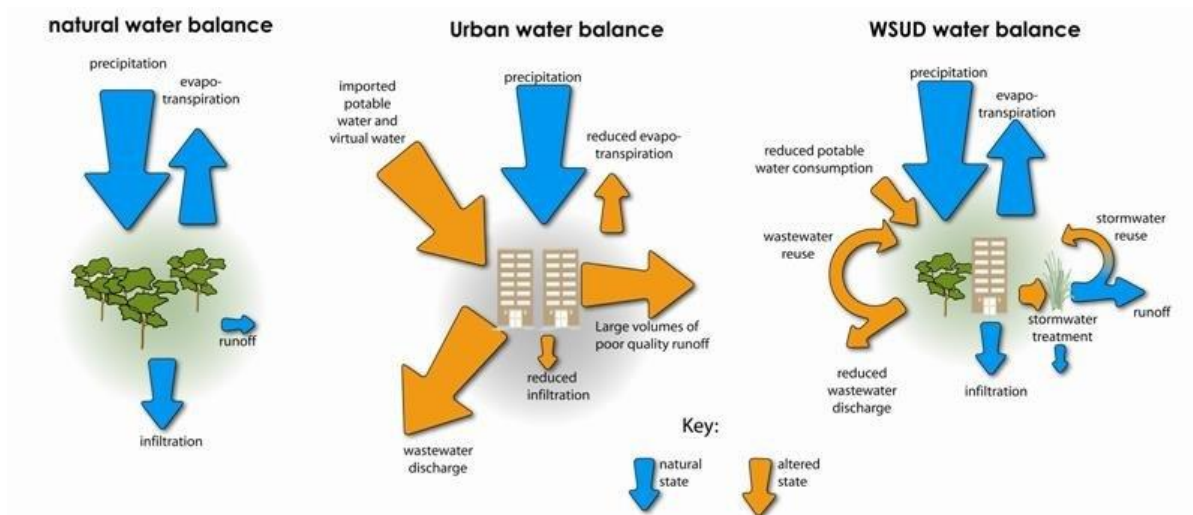 natural water balance
precipitation
evapo-
transpiration
runoff
infiltration
Urban water balance
imported
potable
water and
virtual water
precipitation
reduced evapo-
transpiration
Large volumes of
poor quality runoff
reduced
infiltration
wastewater
discharge
WSUD water balance
precipitation
evapo-
transpiration
reduced potable
water consumption
wastewater
reuse
stormwater
reuse
runoff
stormwater
treatment
infiltration
reduced
wastewater
discharge
Key:
natural
state
altered
state